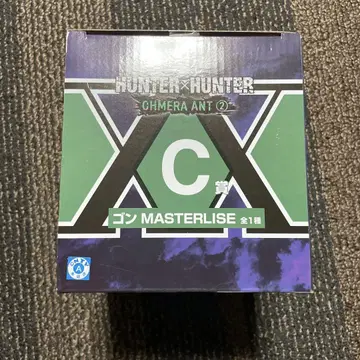 HUNTER×HUNTER
CHIMERA ANT ②
C賞
ゴン MASTERLISE 全1種
A